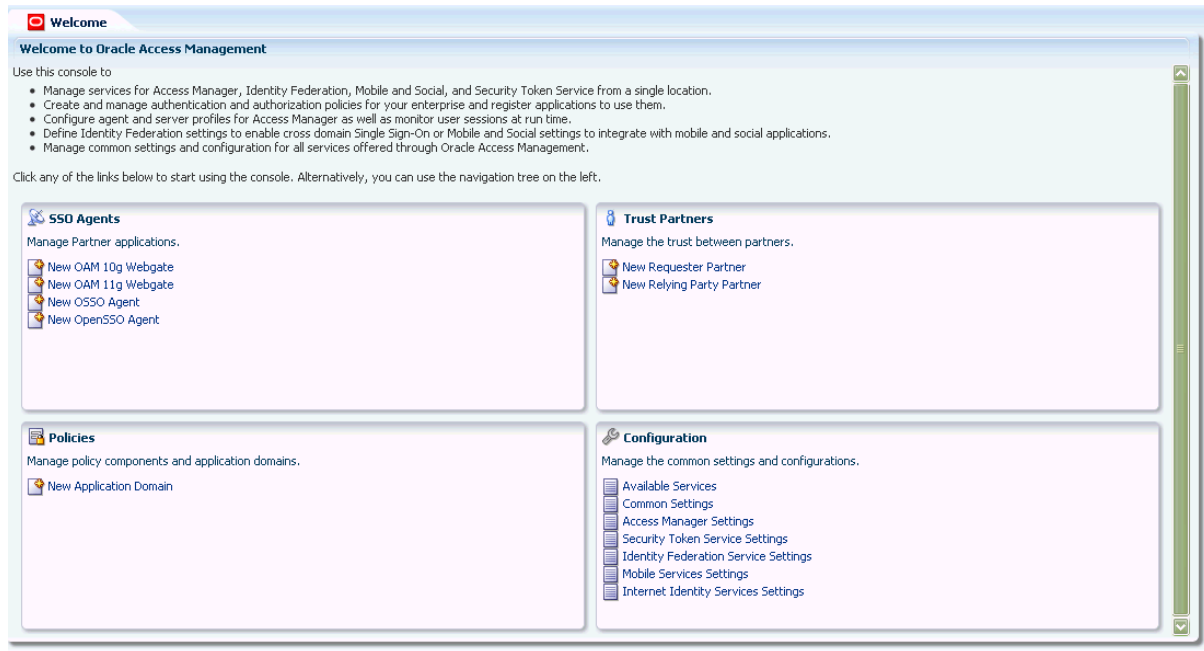 Welcome
Welcome to Oracle Access Management
Use this console to
• Manage services for Access Manager, Identity Federation, Mobile and Social, and Security Token Service from a single location.
• Create and manage authentication and authorization policies for your enterprise and register applications to use them.
• Configure agent and server profiles for Access Manager as well as monitor user sessions at run time.
• Define Identity Federation settings to enable cross domain Single Sign-On or Mobile and Social settings to integrate with mobile and social applications.
• Manage common settings and configuration for all services offered through Oracle Access Management.
Click any of the links below to start using the console. Alternatively, you can use the navigation tree on the left.
SSO Agents
Manage Partner applications.
New OAM 10g Webgate
New OAM 11g Webgate
New OSSO Agent
New OpenSSO Agent
Trust Partners
Manage the trust between partners.
New Requester Partner
New Relying Party Partner
Policies
Manage policy components and application domains.
New Application Domain
Configuration
Manage the common settings and configurations.
Available Services
Common Settings
Access Manager Settings
Security Token Service Settings
Identity Federation Service Settings
Mobile Services Settings
Internet Identity Services Settings